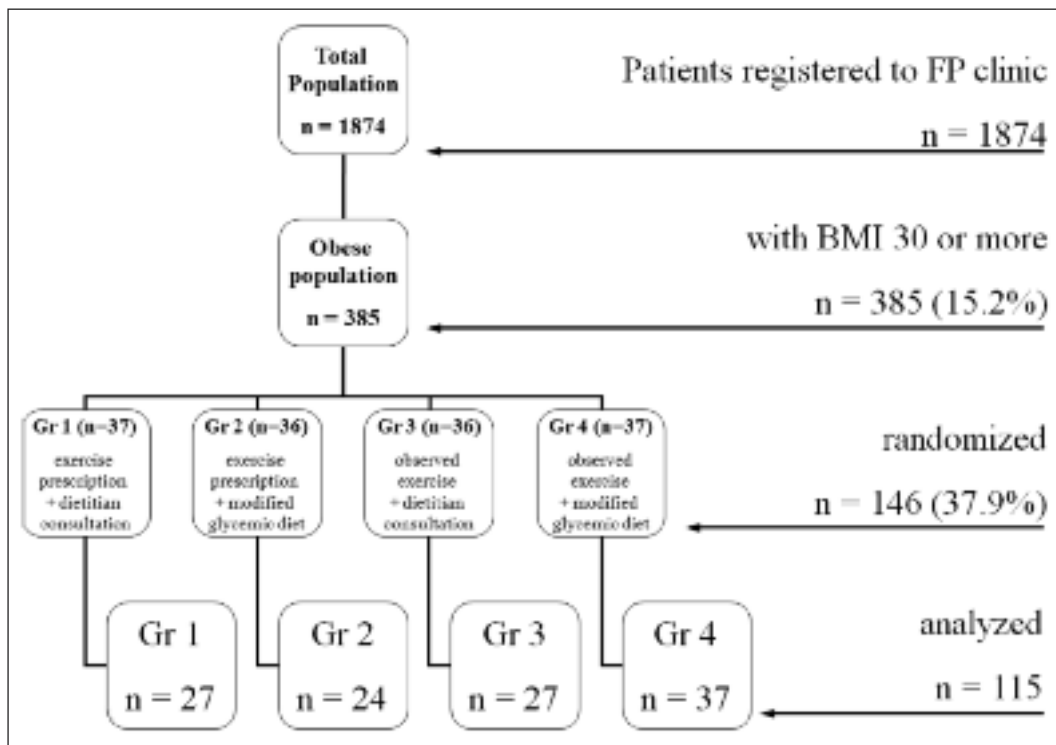 Total
Population
n = 1874
Patients registered to FP clinic
n = 1874
Obese
population
n = 385
with BMI 30 or more
n = 385 (15.2%)
Gr 1 (n=37)
exercise
prescription
+ dietitian
consultation
Gr 2 (n=36)
exercise
prescription
+ modified
glycemic diet
Gr 3 (n=36)
observed
exercise
+ dietitian
consultation
Gr 4 (n=37)
observed
exercise
+ modified
glycemic diet
randomized
n = 146 (37.9%)
Gr 1
n = 27
Gr 2
n = 24
Gr 3
n = 27
Gr 4
n = 37
analyzed
n = 115